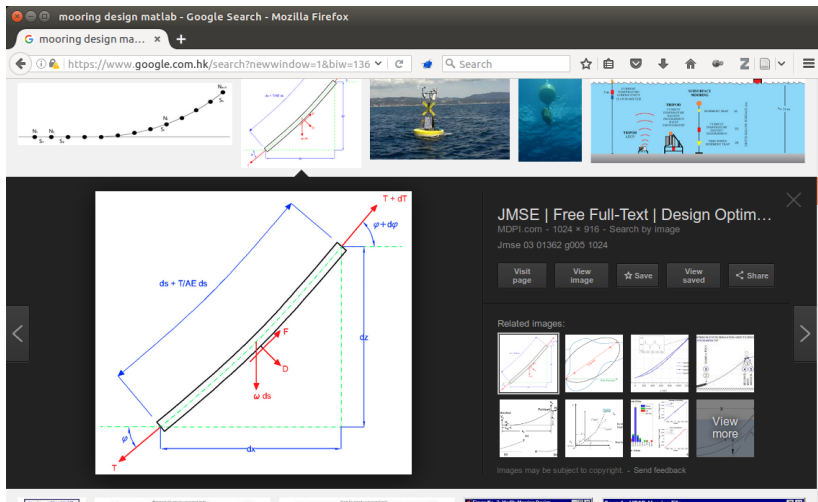 mooring design matlab - Google Search - Mozilla Firefox
mooring design ma...
https://www.google.com.hk/search?newwindow=1&biw=136
Search
T + dT
φ+dφ
ds + T/AE ds
F
dz
D
ω ds
φ
dx
T
JMSE | Free Full-Text | Design Optim...
MDPI.com - 1024 × 916 - Search by image
Jmse 03 01362 g005 1024
Visit page
View image
Save
View saved
Share
Related images:
View more
Images may be subject to copyright. - Send feedback